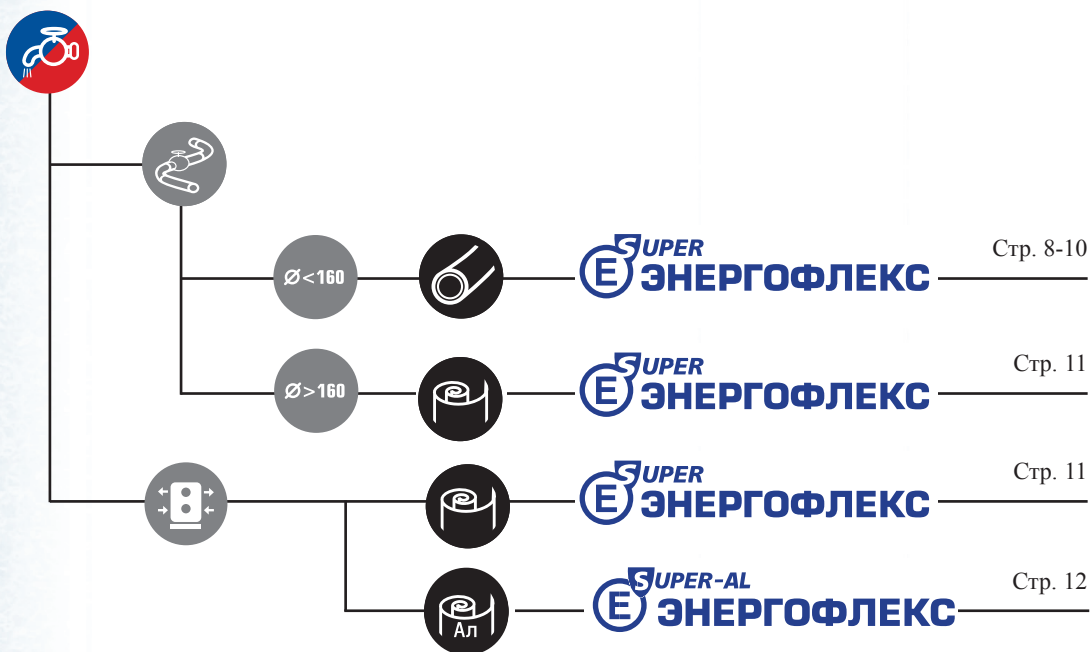 Ø<160
E SUPER
ЭНЕРГОФЛЕКС
Стр. 8-10
Ø>160
E SUPER
ЭНЕРГОФЛЕКС
Стр. 11
E SUPER
ЭНЕРГОФЛЕКС
Стр. 11
Ал
E SUPER-AL
ЭНЕРГОФЛЕКС
Стр. 12